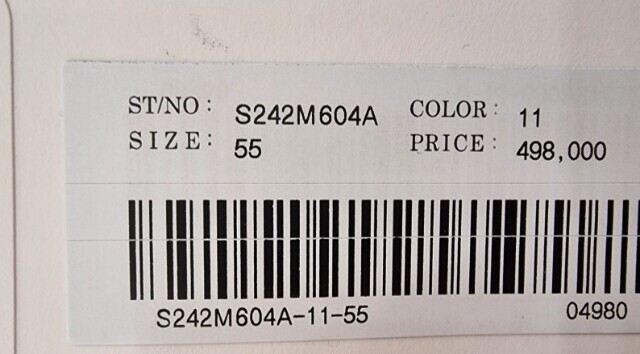 ST/NO: S242M604A COLOR: 11
SIZE: 55 PRICE: 498,000
S242M604A-11-55 04980